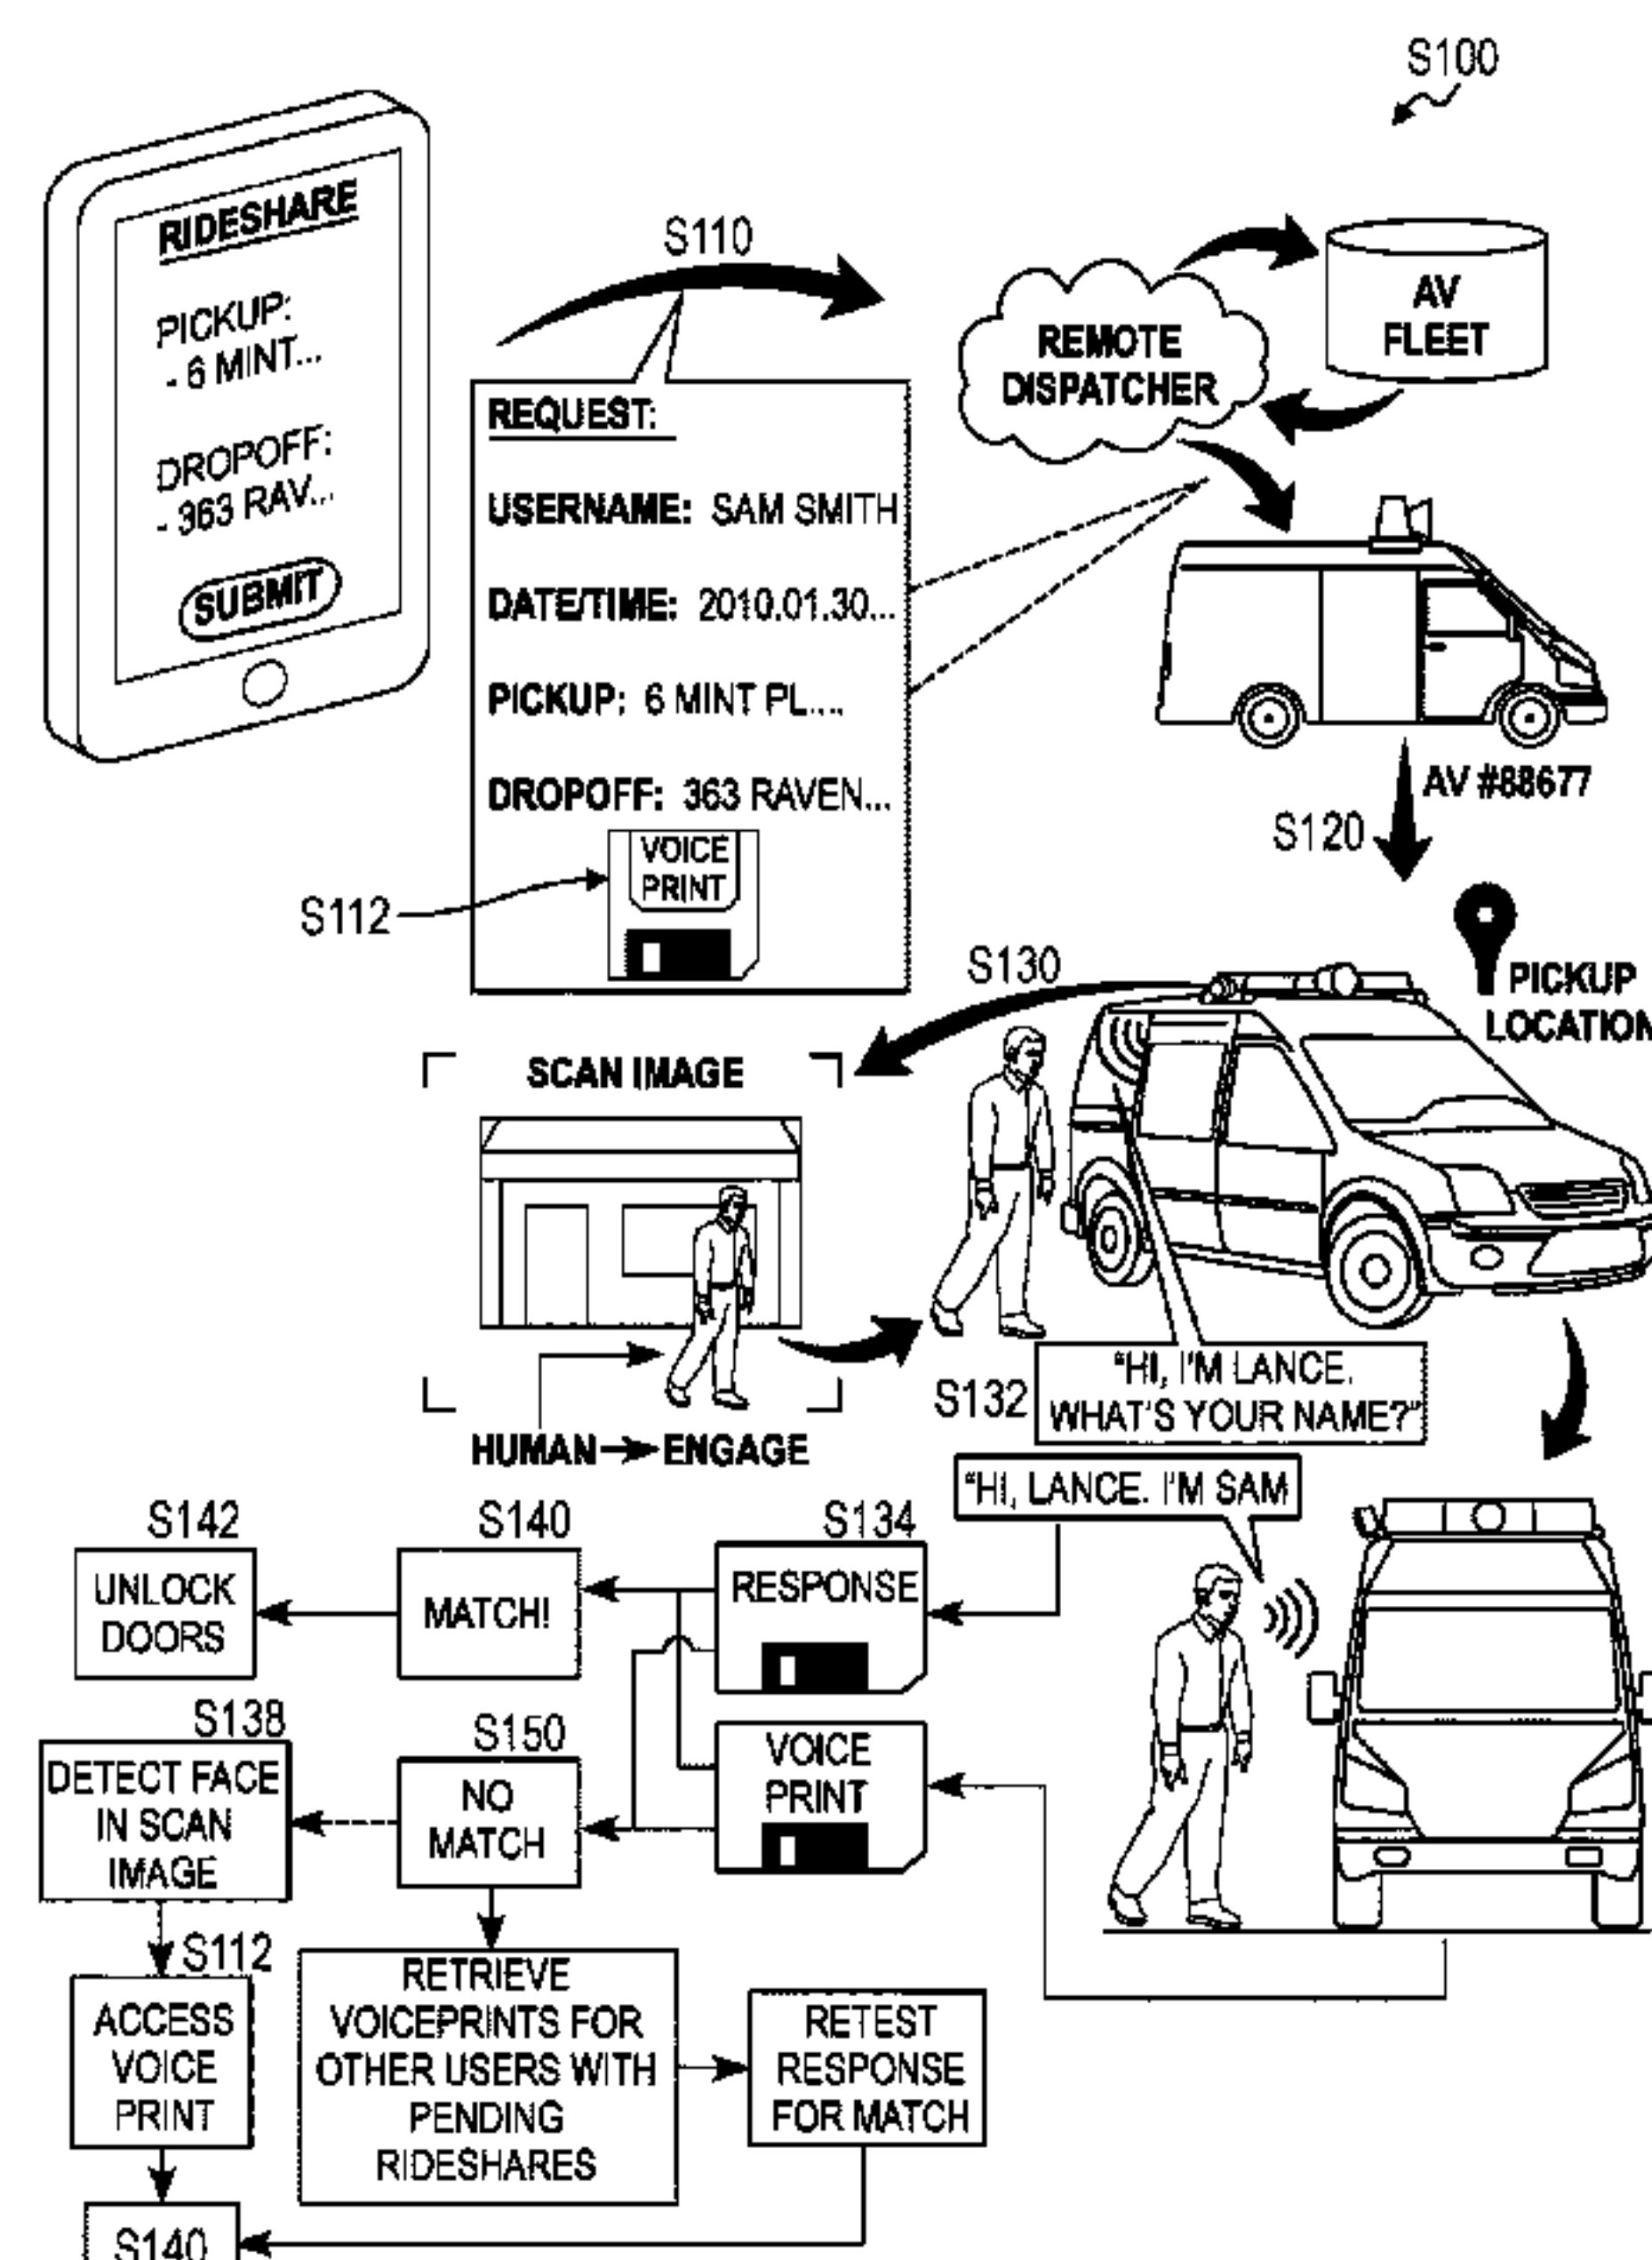 S100
RIDESHARE
PICKUP:
- 6 MINT...
DROPOFF:
- 363 RAV...
SUBMIT
S110
REQUEST:
USERNAME: SAM SMITH
DATE/TIME: 2010.01.30...
PICKUP: 6 MINT PL....
DROPOFF: 363 RAVEN...
VOICE
PRINT
S112
REMOTE
DISPATCHER
AV
FLEET
AV #88677
S120
PICKUP
LOCATION
S130
SCAN IMAGE
HUMAN → ENGAGE
S132
"HI, I'M LANCE.
WHAT'S YOUR NAME?"
"HI, LANCE. I'M SAM
S142
UNLOCK
DOORS
S140
MATCH!
S134
RESPONSE
S138
DETECT FACE
IN SCAN
IMAGE
S150
NO
MATCH
VOICE
PRINT
S112
ACCESS
VOICE
PRINT
RETRIEVE
VOICEPRINTS FOR
OTHER USERS WITH
PENDING
RIDESHARES
RETEST
RESPONSE
FOR MATCH
S140